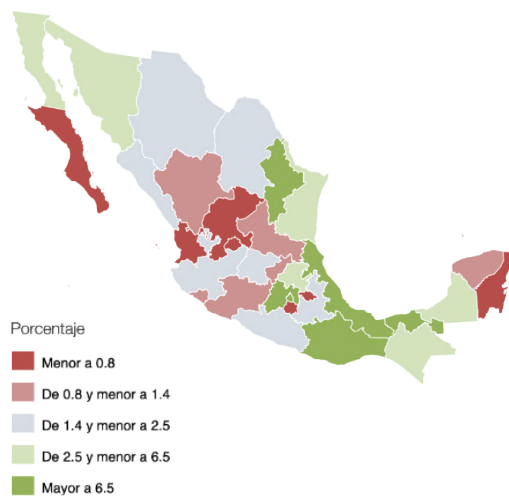 Porcentaje
Menor a 0.8
De 0.8 y menor a 1.4
De 1.4 y menor a 2.5
De 2.5 y menor a 6.5
Mayor a 6.5